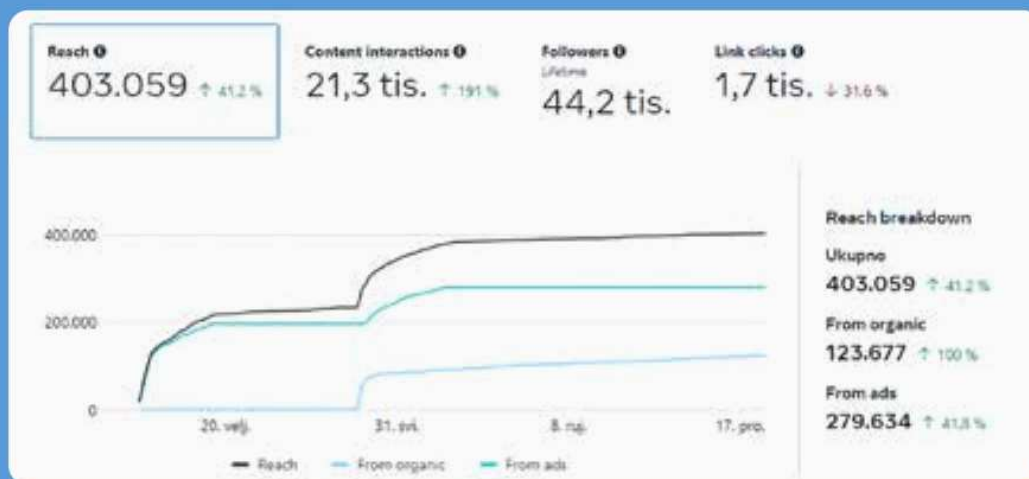 Reach
403.059 ↑ 41,2 %
Content interactions
21,3 tis. ↑ 191 %
Followers
Lifetime
44,2 tis.
Link clicks
1,7 tis. ↓ 31,6 %
400.000
200.000
0
20. velj.
31. svi.
8. ruj.
17. pro.
Reach
From organic
From ads
Reach breakdown
Ukupno
403.059 ↑ 41,2 %
From organic
123.677 ↑ 100 %
From ads
279.634 ↑ 41,8 %